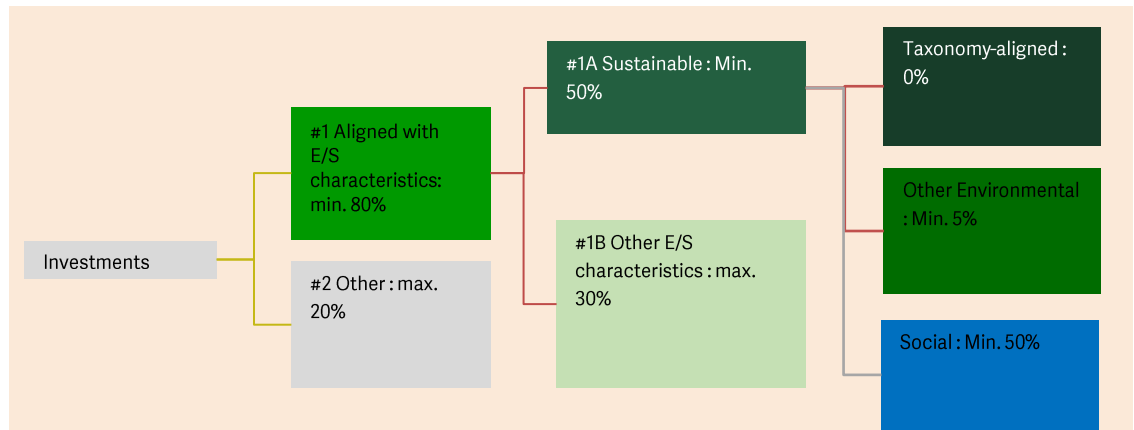 Investments
#1 Aligned with
E/S
characteristics:
min. 80%
#2 Other : max.
20%
#1A Sustainable : Min.
50%
#1B Other E/S
characteristics : max.
30%
Taxonomy-aligned :
0%
Other Environmental
: Min. 5%
Social : Min. 50%